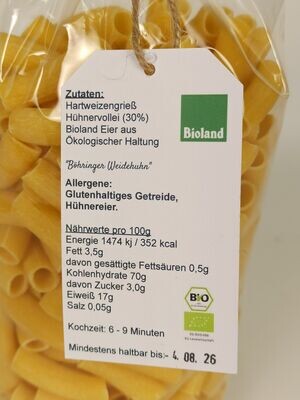 Zutaten:
Hartweizengrieß
Hühnervollei (30%)
Bioland Eier aus
Ökologischer Haltung
Bioland
"Böhringer Weidehuhn"
Allergene:
Glutenhaltiges Getreide,
Hühnereier.
Nährwerte pro 100g
Energie 1474 kj / 352 kcal
Fett 3,5g
davon gesättigte Fettsäuren 0,5g
Kohlenhydrate 70g
davon Zucker 3,0g
Eiweiß 17g
Salz 0,05g
BIO
Kochzeit: 6 - 9 Minuten
Mindestens haltbar bis:- 4. 08. 26